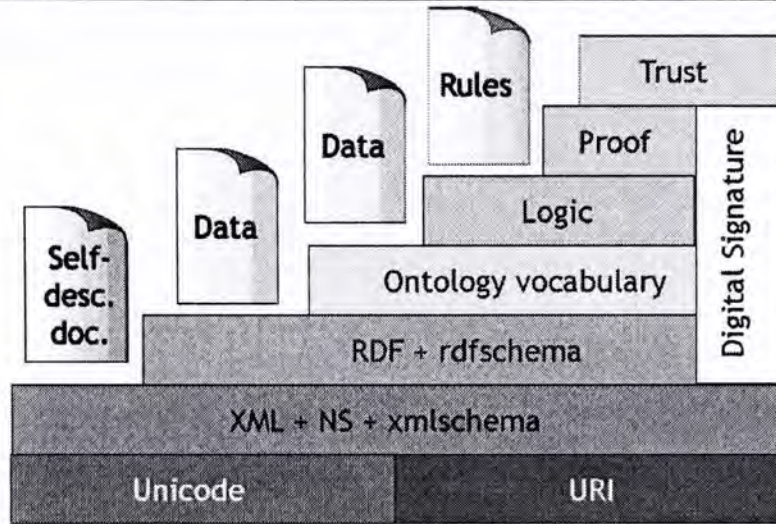 Rules
Trust
Data
Proof
Data
Logic
Self-
desc.
doc.
Ontology vocabulary
Digital Signature
RDF + rdfschema
XML + NS + xmlschema
Unicode
URI